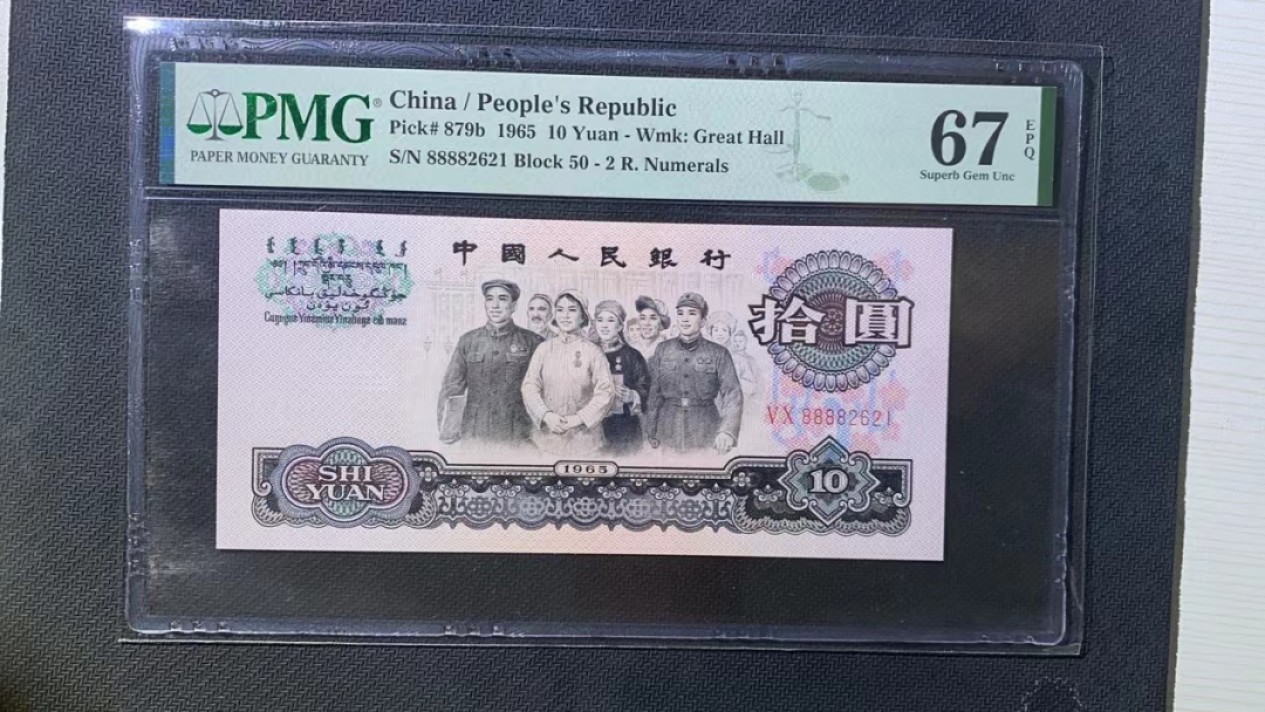 PMG®
PAPER MONEY GUARANTY
China / People's Republic
Pick# 879b 1965 10 Yuan - Wmk: Great Hall
S/N 88882621 Block 50 - 2 R. Numerals
67
EPQ
Superb Gem Unc
中國人民銀行
拾圓
VX 88882621
1965
SHI
YUAN
10